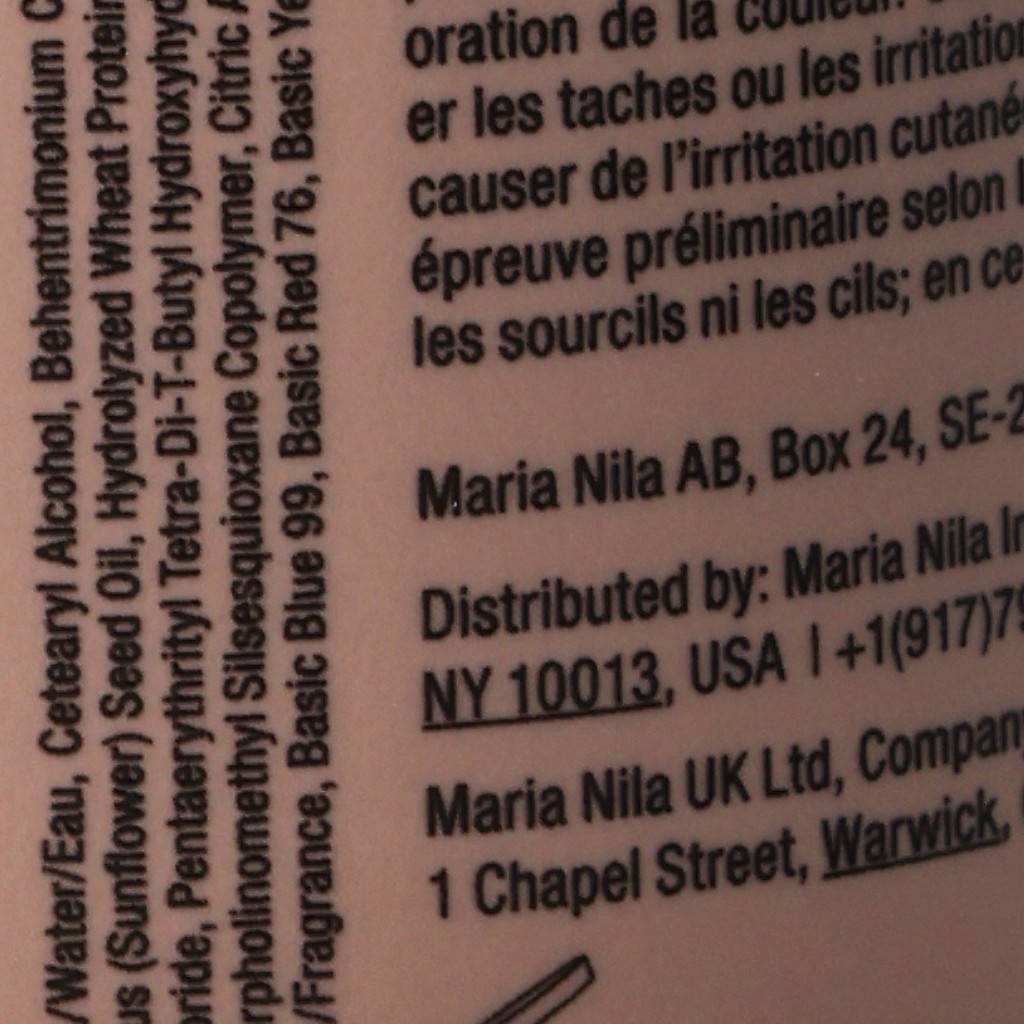 /Water/Eau, Cetearyl Alcohol, Behentrimonium C
us (Sunflower) Seed Oil, Hydrolyzed Wheat Protein
oride, Pentaerythrityl Tetra-Di-T-Butyl Hydroxyhyd
rpholinomethyl Silsesquioxane Copolymer, Citric A
/Fragrance, Basic Blue 99, Basic Red 76, Basic Ye
oration de la couleur.
er les taches ou les irritation
causer de l'irritation cutané
épreuve préliminaire selon l
les sourcils ni les cils; en ce
Maria Nila AB, Box 24, SE-2
Distributed by: Maria Nila In
NY 10013, USA | +1(917)79
Maria Nila UK Ltd, Company
1 Chapel Street, Warwick,